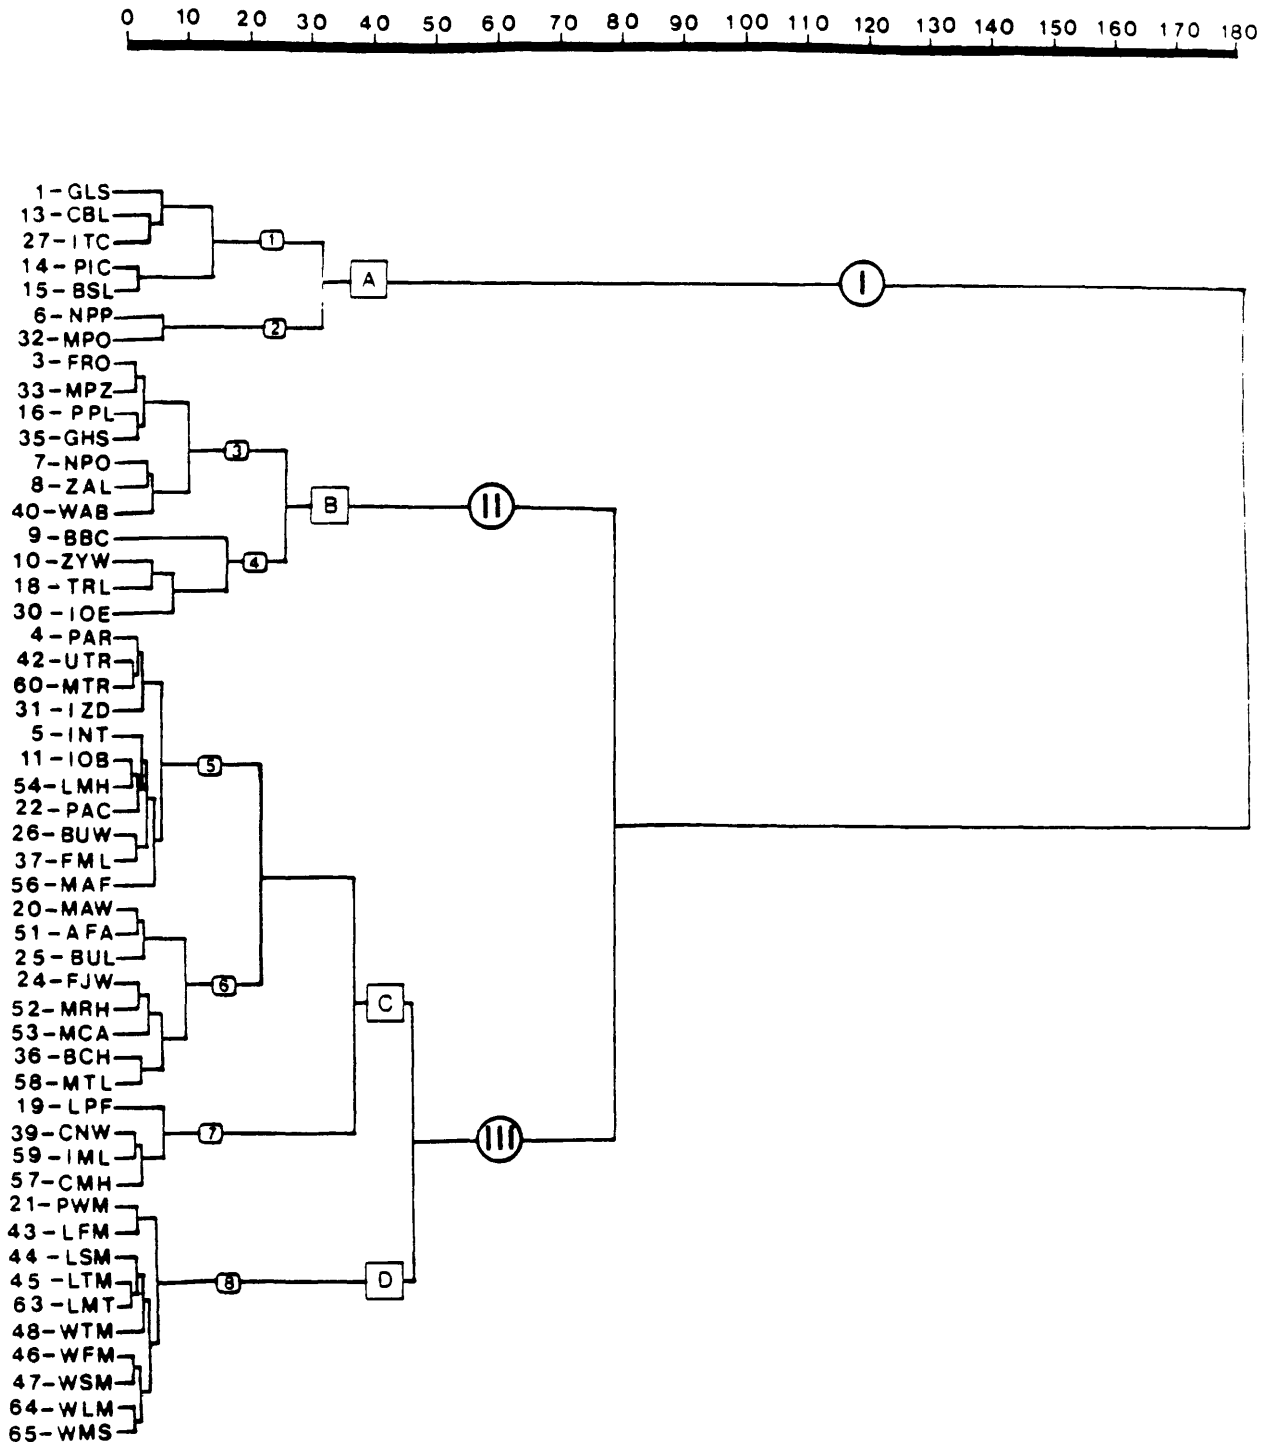 0 10 20 30 40 50 60 70 80 90 100 110 120 130 140 150 160 170 180
1-GLS
13-CBL
27-ITC
1
14-PIC
A
I
15-BSL
6-NPP
2
32-MPO
3-FRO
33-MPZ
16-PPL
35-GHS
3
7-NPO
8-ZAL
B
II
40-WAB
9-BBC
10-ZYW
4
18-TRL
30-IOE
4-PAR
42-UTR
60-MTR
31-IZD
5-INT
11-IOB
5
54-LMH
22-PAC
26-BUW
37-FML
56-MAF
20-MAW
51-AFA
25-BUL
24-FJW
6
52-MRH
C
53-MCA
36-BCH
58-MTL
19-LPF
39-CNW
7
III
59-IML
57-CMH
21-PWM
43-LFM
44-LSM
45-LTM
8
D
63-LMT
48-WTM
46-WFM
47-WSM
64-WLM
65-WMS